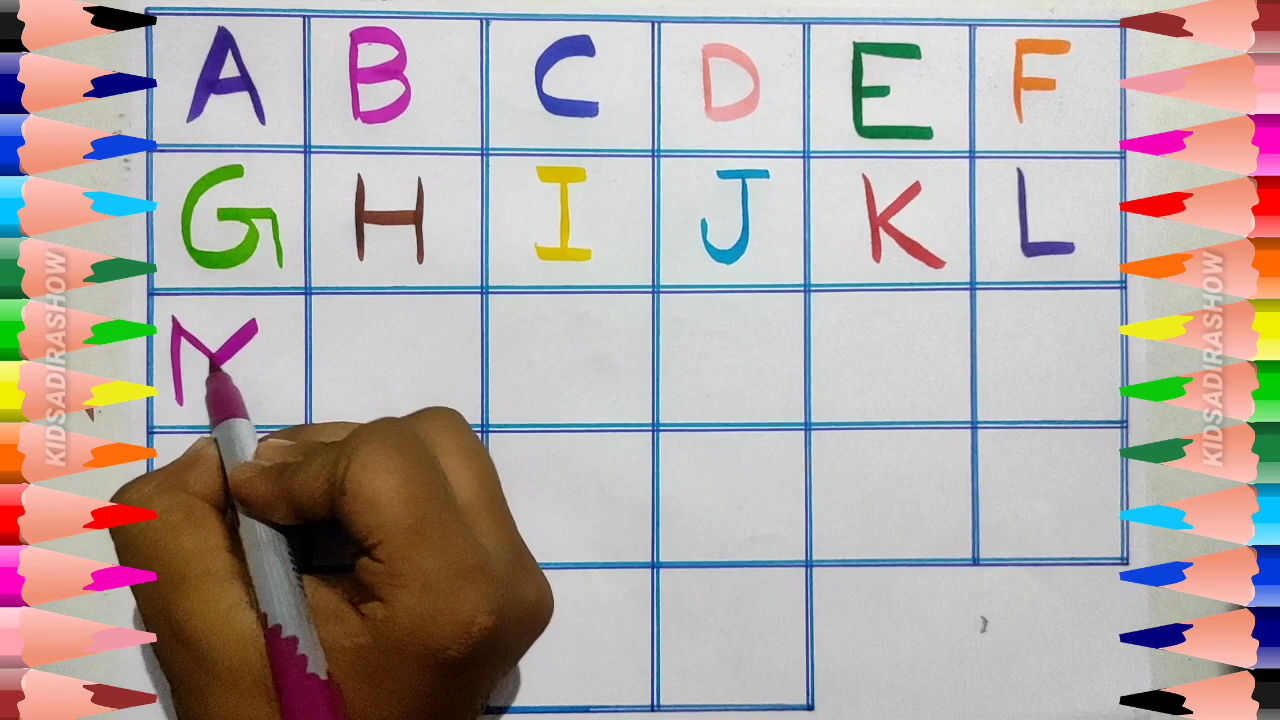 A B C D E F
G H I J K L
M
KIDSADIRASHOW
KIDSADIRASHOW